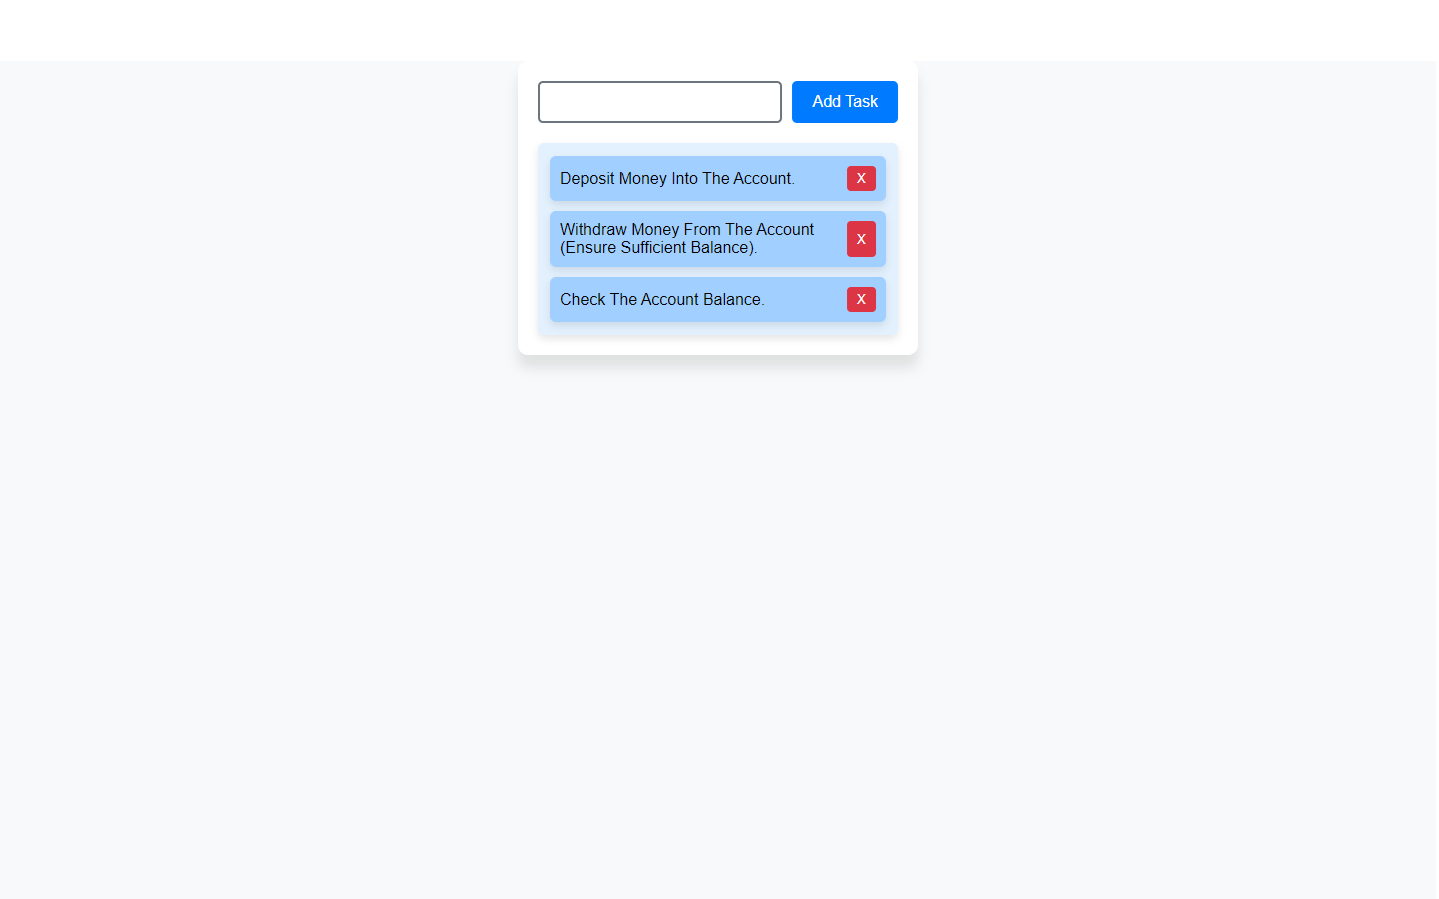 Add Task
Deposit Money Into The Account.
X
Withdraw Money From The Account
(Ensure Sufficient Balance).
X
Check The Account Balance.
X